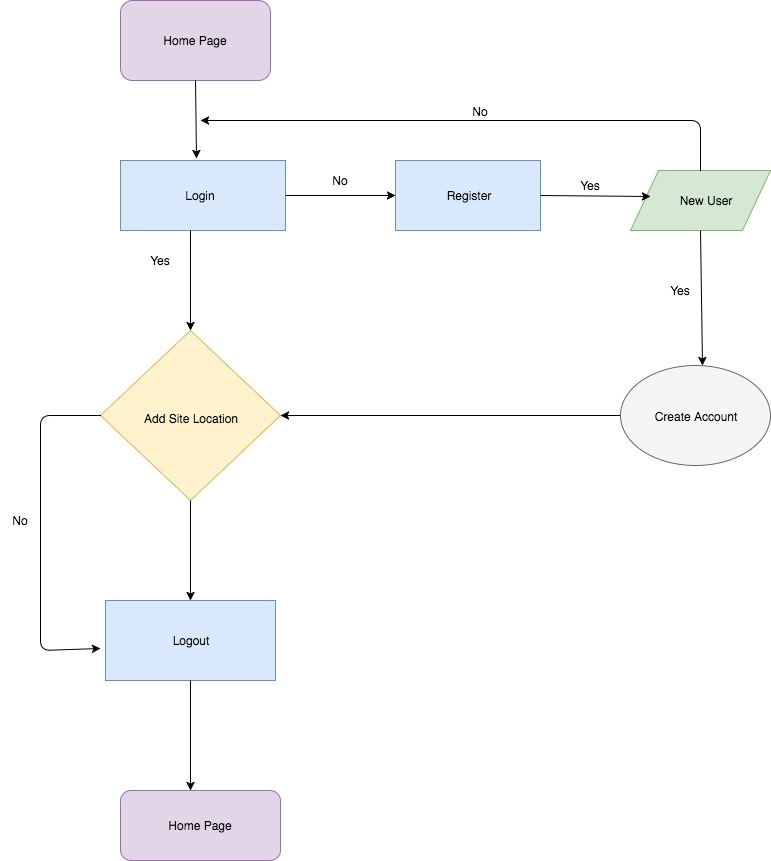 Home Page
No
Login
No
Register
Yes
New User
Yes
Yes
Add Site Location
Create Account
No
Logout
Home Page